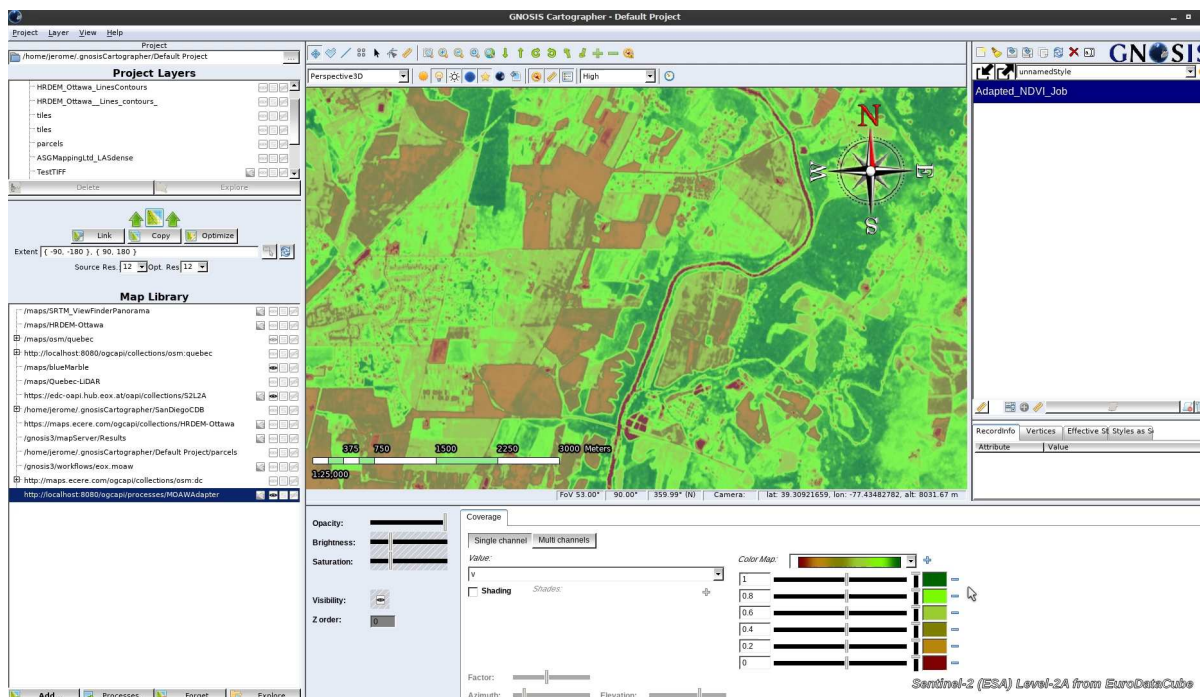 GNOSIS Cartographer - Default Project
Project Layer View Help
Project
/home/jerome/.gnosisCartographer/Default Project ...
Project Layers
HRDEM_Ottawa_LinesContours
HRDEM_Ottawa__Lines_contours_
tiles
tiles
parcels
ASGMappingLtd_LASdense
TestTIFF
Delete Explore
Link Copy Optimize
Extent { -90, -180 }, { 90, 180 }
Source Res. 12 Opt. Res 12
Map Library
/maps/SRTM_ViewFinderPanorama
/maps/HRDEM-Ottawa
/maps/osm/quebec
http://localhost:8080/ogcapi/collections/osm:quebec
/maps/blueMarble
/maps/Quebec-LiDAR
https://edc-oapi.hub.eox.at/oapi/collections/S2L2A
/home/jerome/.gnosisCartographer/SanDiegoCDB
https://maps.ecere.com/ogcapi/collections/HRDEM-Ottawa
/gnosis3/mapServer/Results
/home/jerome/.gnosisCartographer/Default Project/parcels
/gnosis3/workflows/eox.moaw
http://maps.ecere.com/ogcapi/collections/osm:dc
http://localhost:8080/ogcapi/processes/MOAWAdapter
Add Processes Forget Explore
Perspective3D High
N
W E
S
375 750 1500 2250 3000 Meters
1:25,000
FoV 53.00° 90.00° 359.99° (N) Camera: lat: 39.30921659, lon: -77.43482782, alt: 8031.67 m
GNOSIS
unnamedStyle
Adapted_NDVI_Job
RecordInfo Vertices Effective St Styles as S
Attribute Value
Opacity:
Brightness:
Saturation:
Visibility:
Z order: 0
Coverage
Single channel Multi channels
Value:
v
Shading Shades:
Factor:
Azimuth: Elevation:
Color Map:
1
0.8
0.6
0.4
0.2
0
Sentinel-2 (ESA) Level-2A from EuroDataCube